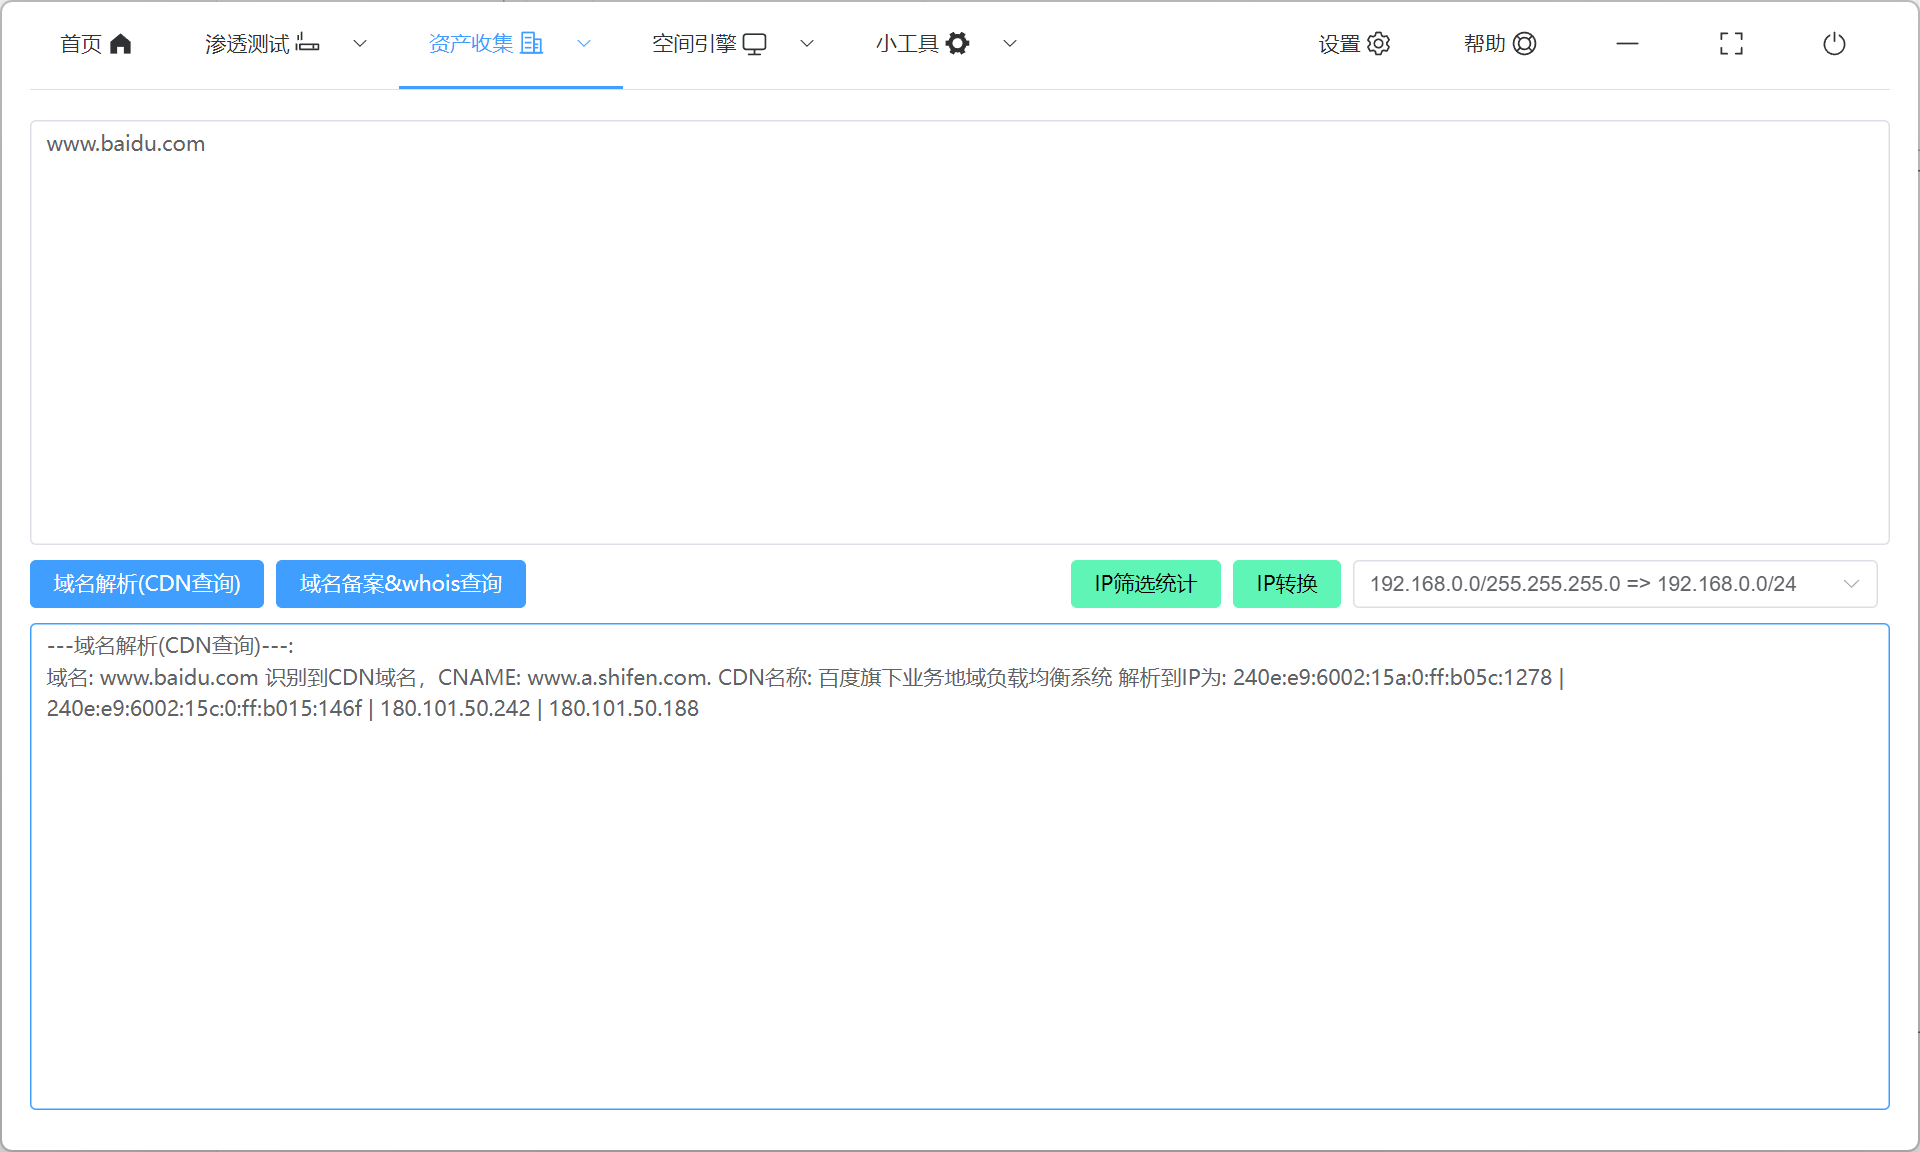 首页 渗透测试 资产收集 空间引擎 小工具 设置 帮助
www.baidu.com
域名解析(CDN查询) 域名备案&whois查询 IP筛选统计 IP转换 192.168.0.0/255.255.255.0 => 192.168.0.0/24
---域名解析(CDN查询)---:
域名: www.baidu.com 识别到CDN域名，CNAME: www.a.shifen.com. CDN名称: 百度旗下业务地域负载均衡系统 解析到IP为: 240e:e9:6002:15a:0:ff:b05c:1278 |
240e:e9:6002:15c:0:ff:b015:146f | 180.101.50.242 | 180.101.50.188